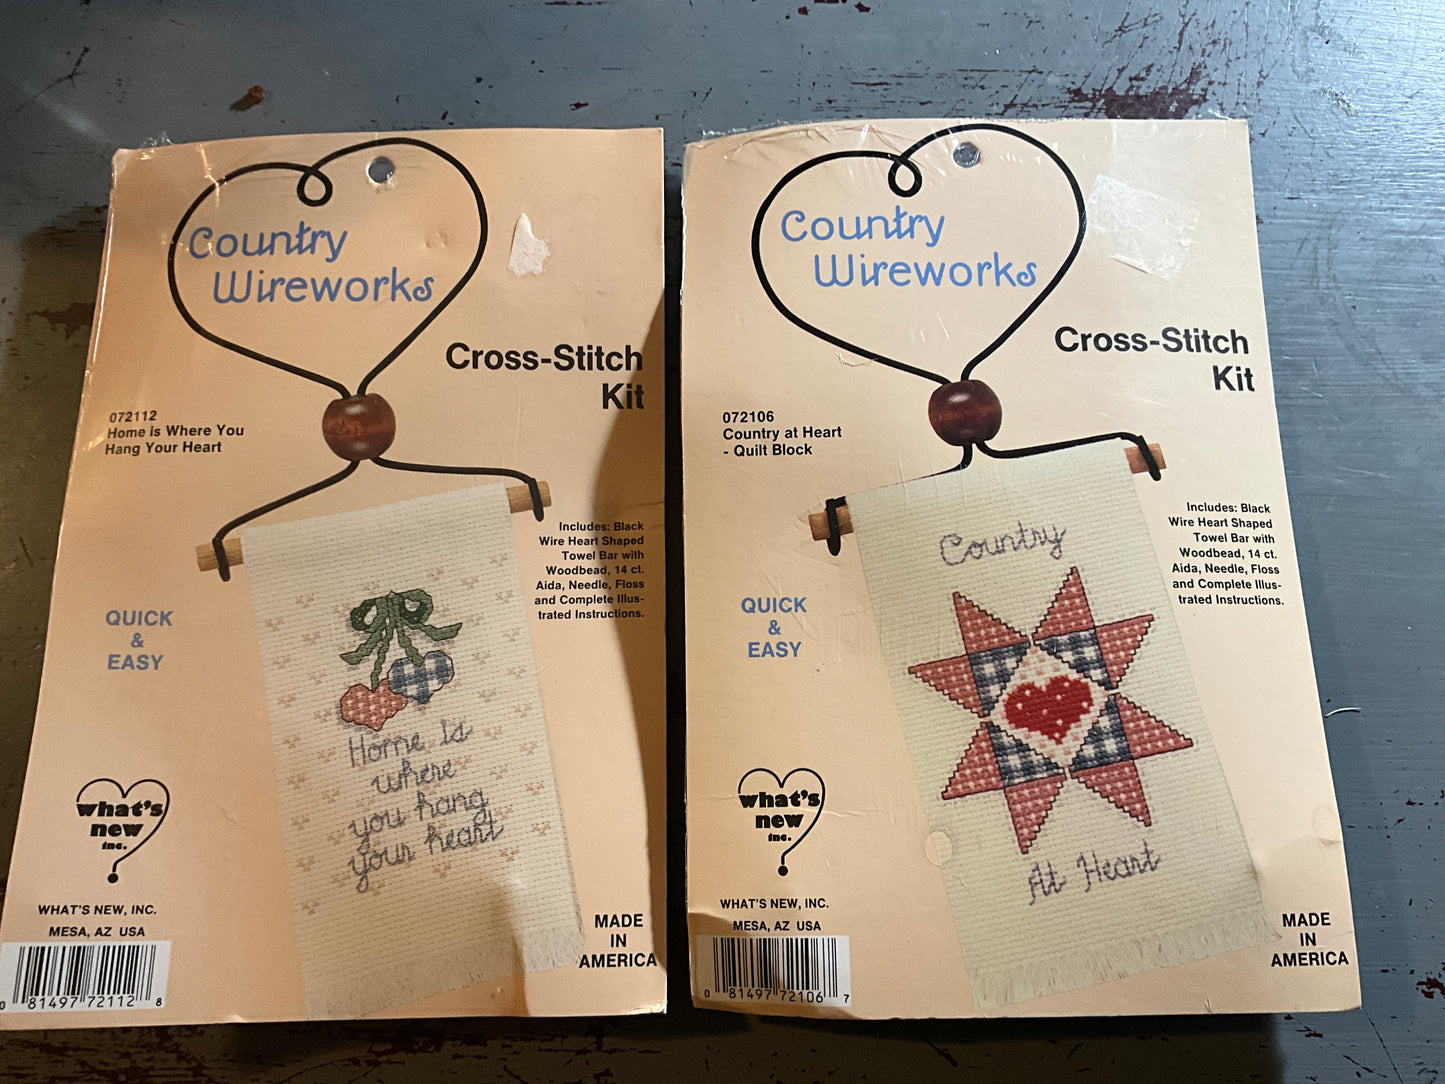 Country
Wireworks
Cross-Stitch
Kit
072112
Home is Where You
Hang Your Heart
Includes: Black
Wire Heart Shaped
Towel Bar with
Woodbead, 14 ct.
Aida, Needle, Floss
and Complete Illus-
trated Instructions.
QUICK
&
EASY
Home is
where
you hang
your heart
what's
new
inc.
WHAT'S NEW, INC.
MESA, AZ USA
MADE
IN
AMERICA
0 81497 72112 8
Country
Wireworks
Cross-Stitch
Kit
072106
Country at Heart
- Quilt Block
Includes: Black
Wire Heart Shaped
Towel Bar with
Woodbead, 14 ct.
Aida, Needle, Floss
and Complete Illus-
trated Instructions.
QUICK
&
EASY
Country
At Heart
what's
new
inc.
WHAT'S NEW, INC.
MESA, AZ USA
MADE
IN
AMERICA
0 81497 72106 7